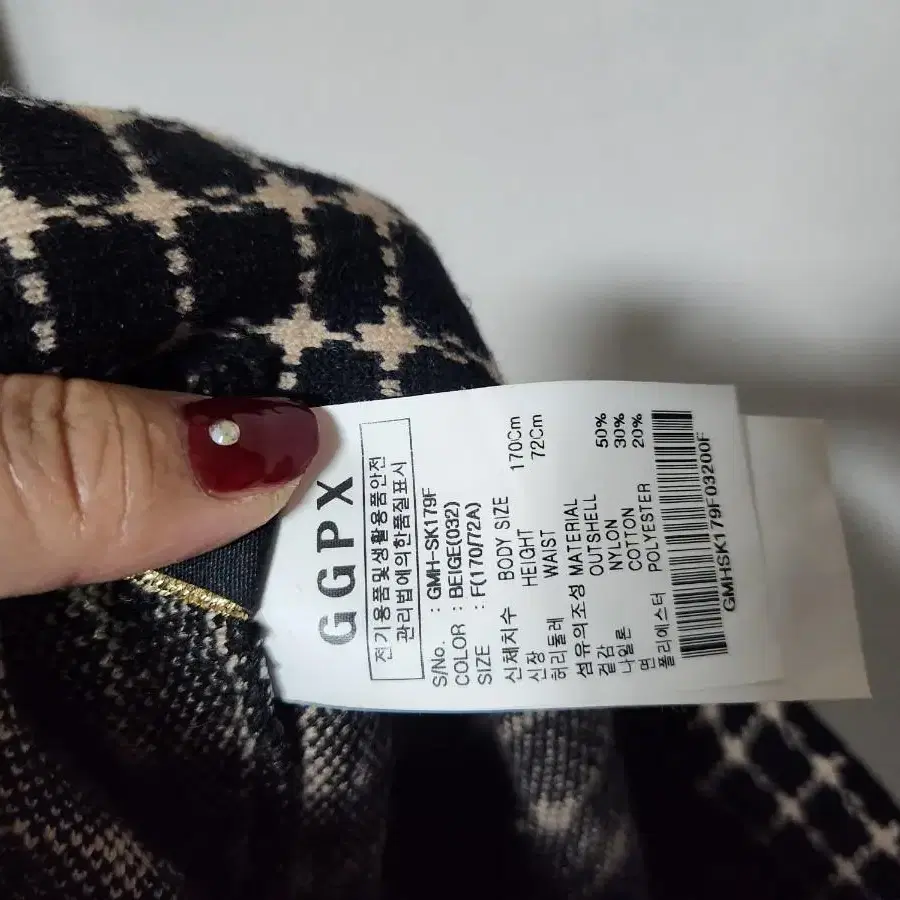 GGPX
전기용품및생활용품안전
관리법에의한품질표시
S/No. : GMH-SK179F
COLOR : BEIGE(032)
SIZE : F(170/72A)
신체치수 BODY SIZE
신장 HEIGHT 170Cm
허리둘레 WAIST 72Cm
섬유의조성 MATERIAL
겉감 OUTSHELL
나일론 NYLON 50%
면 COTTON 30%
폴리에스터 POLYESTER 20%
GMHSK179F03200F